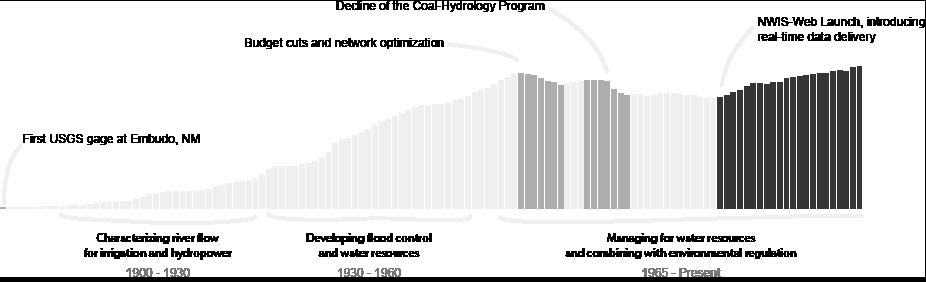 Decline of the Coal-Hydrology Program
NWIS-Web Launch, introducing
real-time data delivery
Budget cuts and network optimization
First USGS gage at Embudo, NM
Characterizing river flow
for irrigation and hydropower
1900 - 1930
Developing flood control
and water resources
1930 - 1960
Managing for water resources
and combining with environmental regulation
1965 - Present